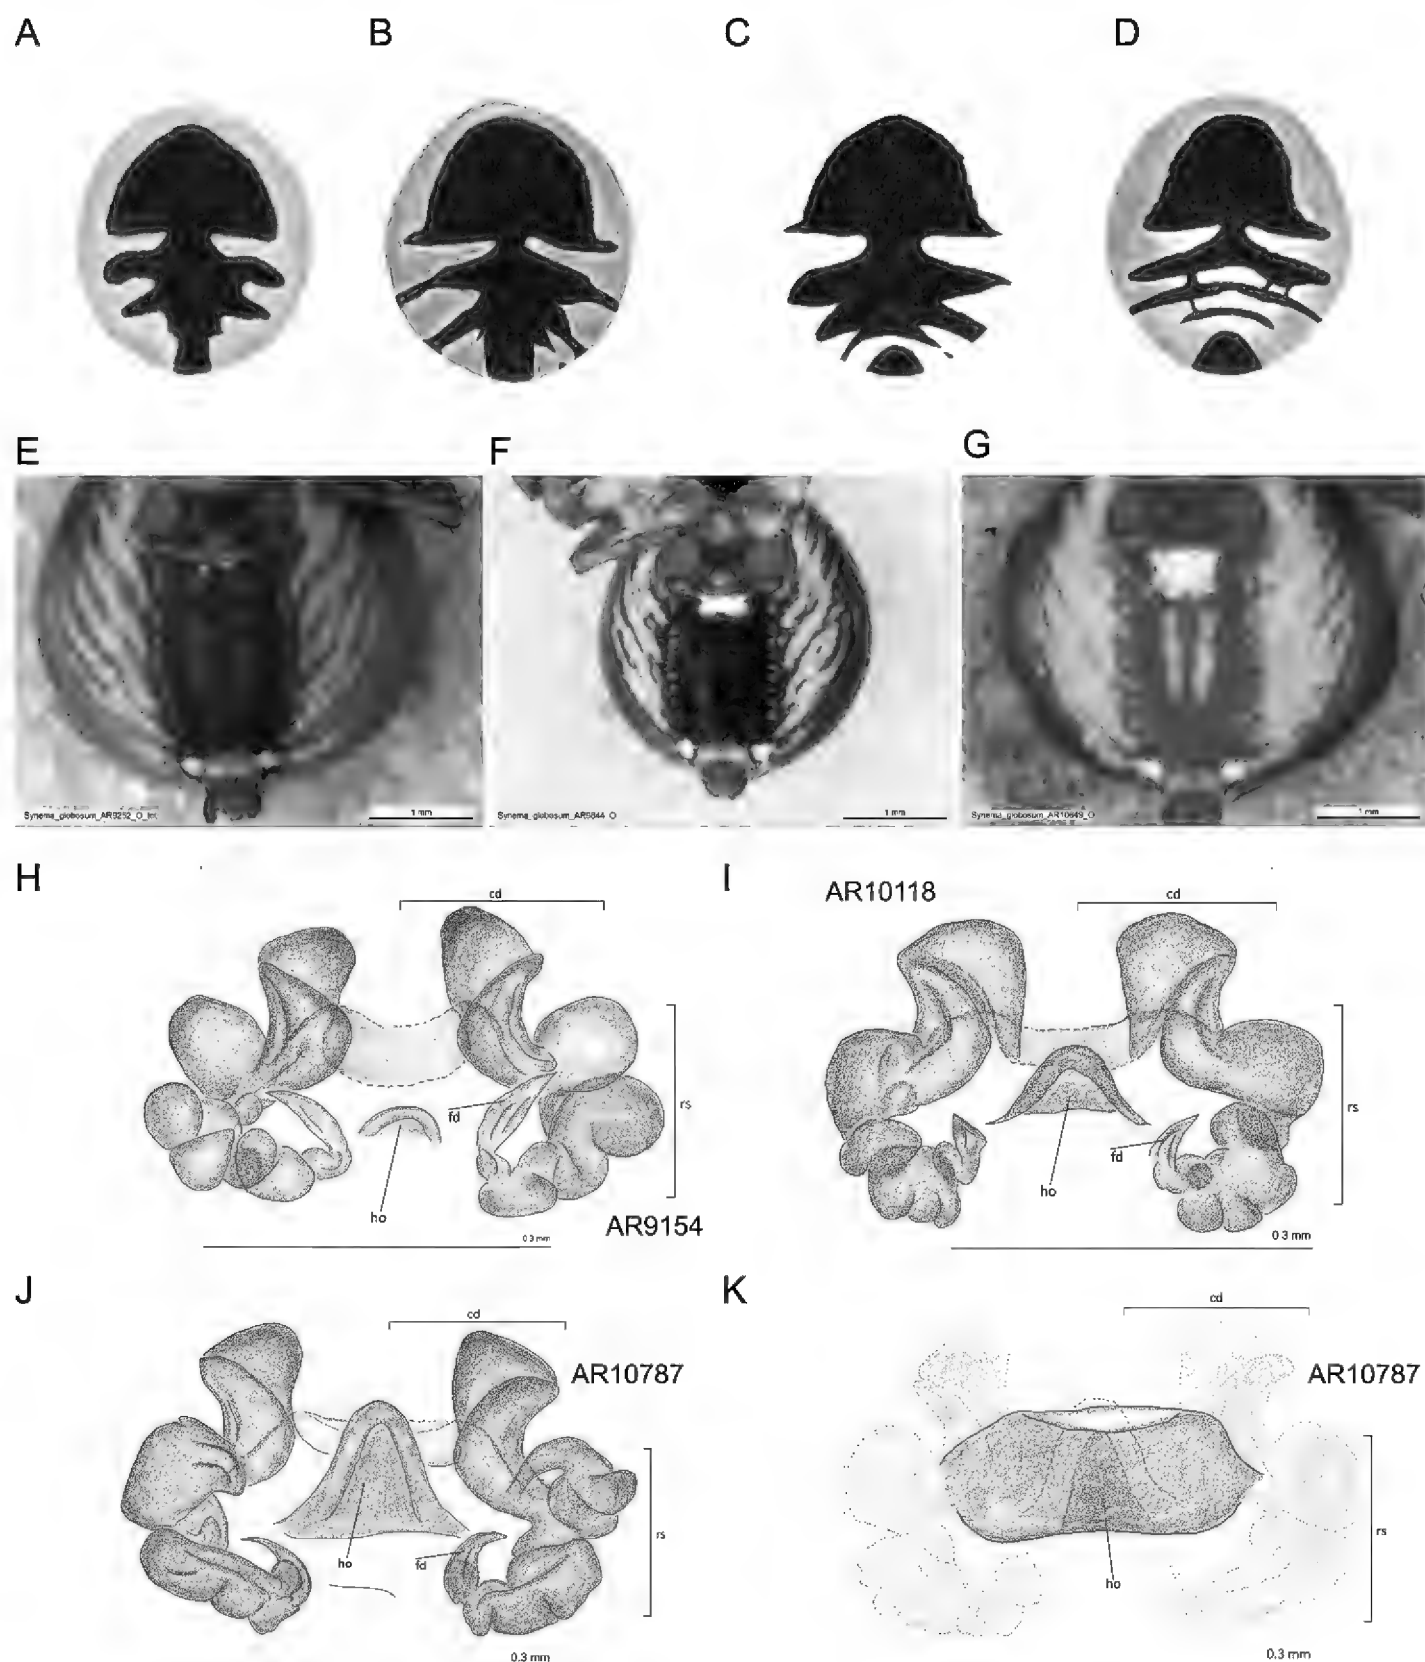 A
B
C
D
E
F
G
Synema_globosum_AR9252_O_Int
1 mm
Synema_globosum_AR5844_O
1 mm
Synema_globosum_AR10649_O
1 mm
H
cd
fd
rs
ho
AR9154
0.3 mm
I
AR10118
cd
fd
rs
ho
0 3 mm
J
cd
AR10787
ho
fd
rs
0.3 mm
K
cd
AR10787
ho
rs
0.3 mm